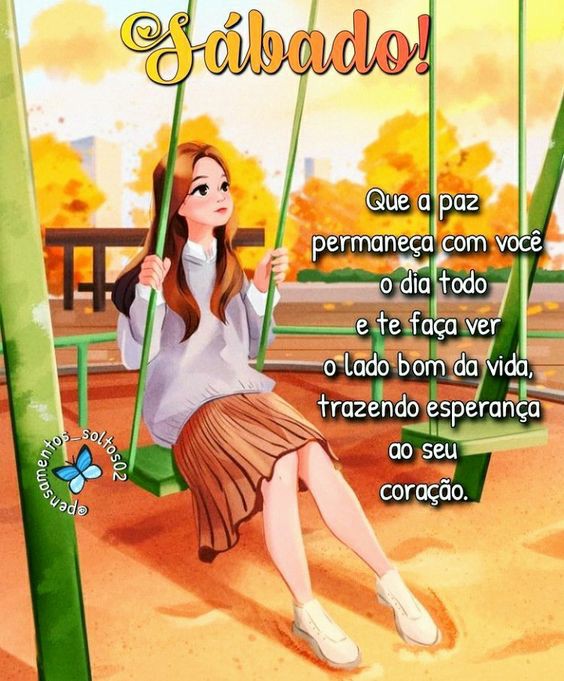 Sábado!
Que a paz
permaneça com você
o dia todo
e te faça ver
o lado bom da vida,
trazendo esperança
ao seu
coração.
@pensamentos_soltos02